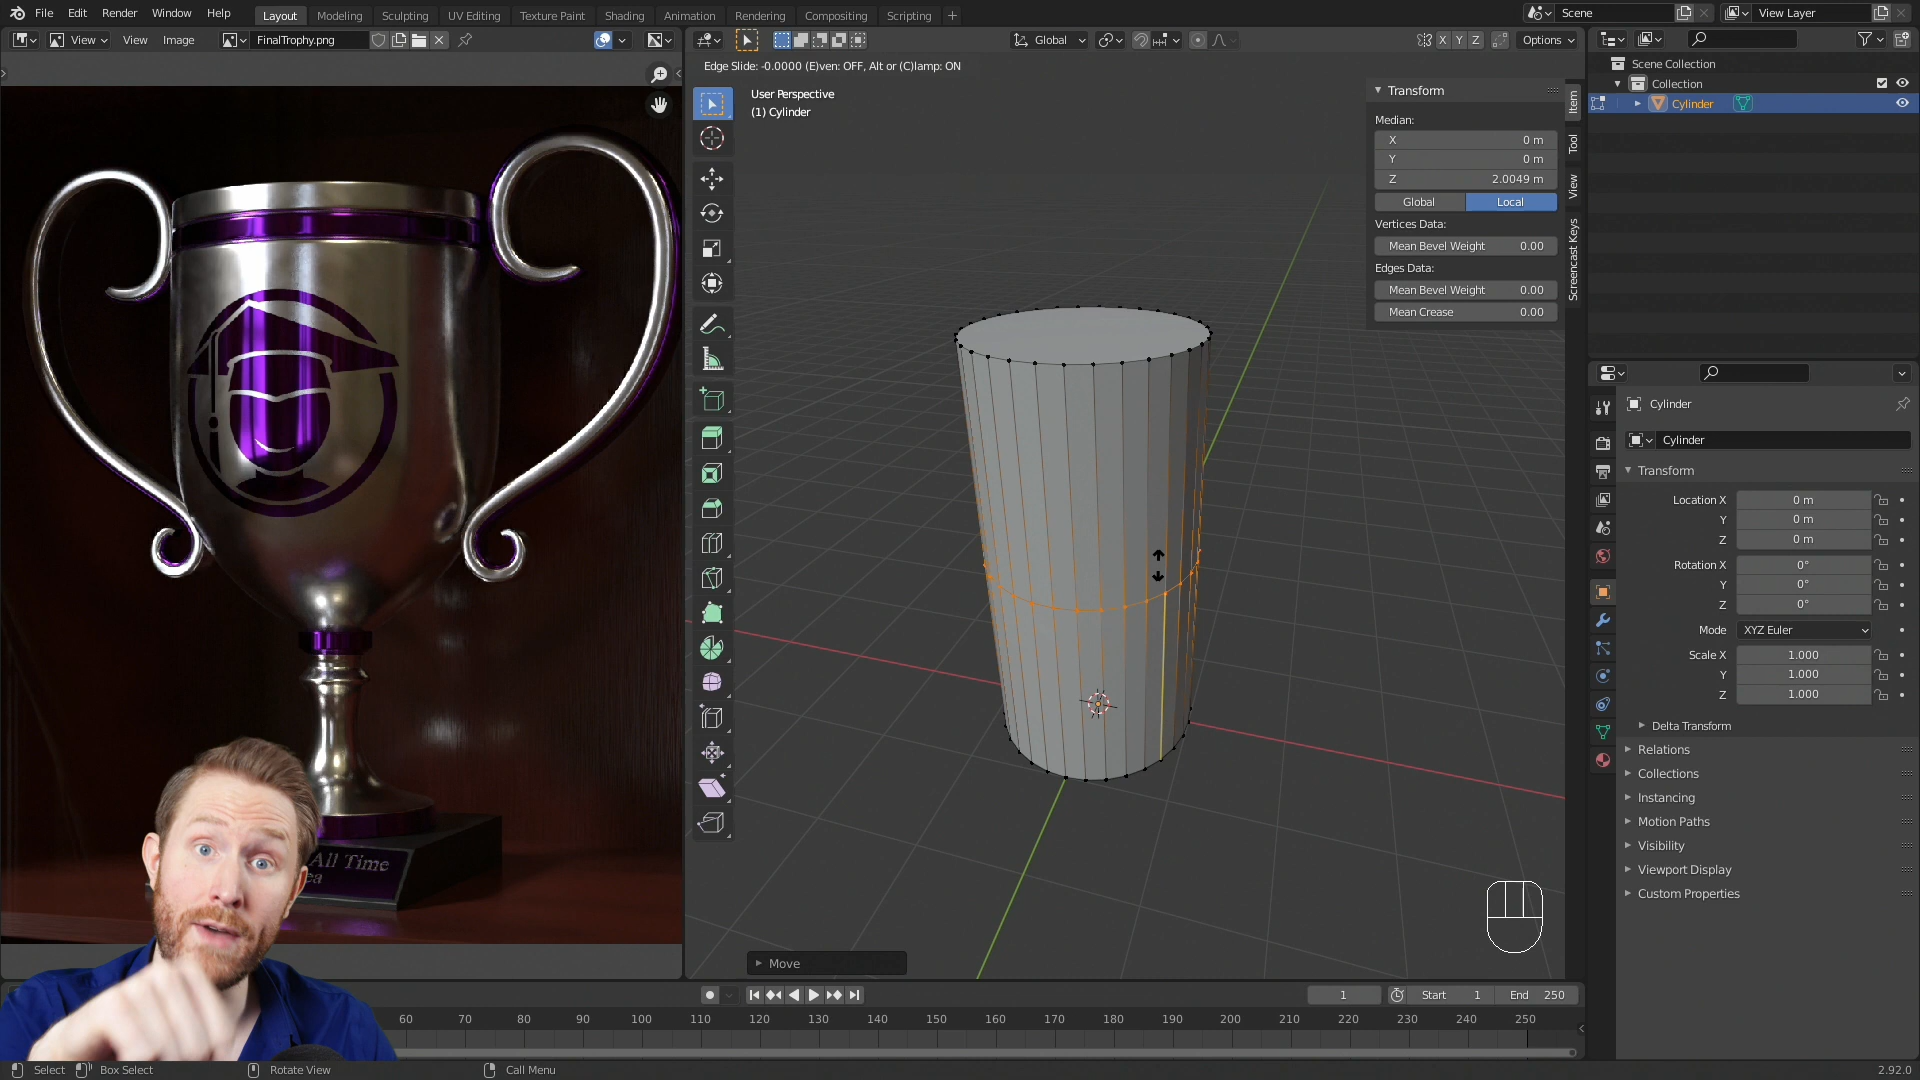 File Edit Render Window Help
Layout Modeling Sculpting UV Editing Texture Paint Shading Animation Rendering Compositing Scripting +
Scene
View Layer
View View Image FinalTrophy.png
Global
X Y Z
Options
Edge Slide: -0.0000 (E)ven: OFF, Alt or (C)lamp: ON
User Perspective
(1) Cylinder
Transform
Median:
X 0 m
Y 0 m
Z 2.0049 m
Global Local
Vertices Data:
Mean Bevel Weight 0.00
Edges Data:
Mean Bevel Weight 0.00
Mean Crease 0.00
Item
Tool
View
Screencast Keys
Scene Collection
Collection
Cylinder
Cylinder
Cylinder
Transform
Location X 0 m
Y 0 m
Z 0 m
Rotation X 0°
Y 0°
Z 0°
Mode XYZ Euler
Scale X 1.000
Y 1.000
Z 1.000
Delta Transform
Relations
Collections
Instancing
Motion Paths
Visibility
Viewport Display
Custom Properties
All Time
ea
Move
1 Start 1 End 250
60 70 80 90 100 110 120 130 140 150 160 170 180 190 200 210 220 230 240 250
Select Box Select Rotate View Call Menu 2.92.0